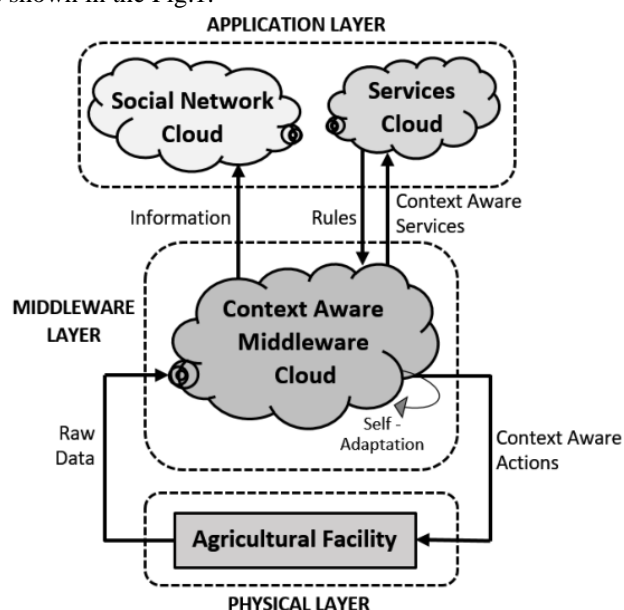 shown in the Fig.1.
APPLICATION LAYER
Social Network
Cloud
Services
Cloud
Information
Rules
Context Aware
Services
MIDDLEWARE
LAYER
Context Aware
Middleware
Cloud
Self -
Adaptation
Raw
Data
Context Aware
Actions
Agricultural Facility
PHYSICAL LAYER